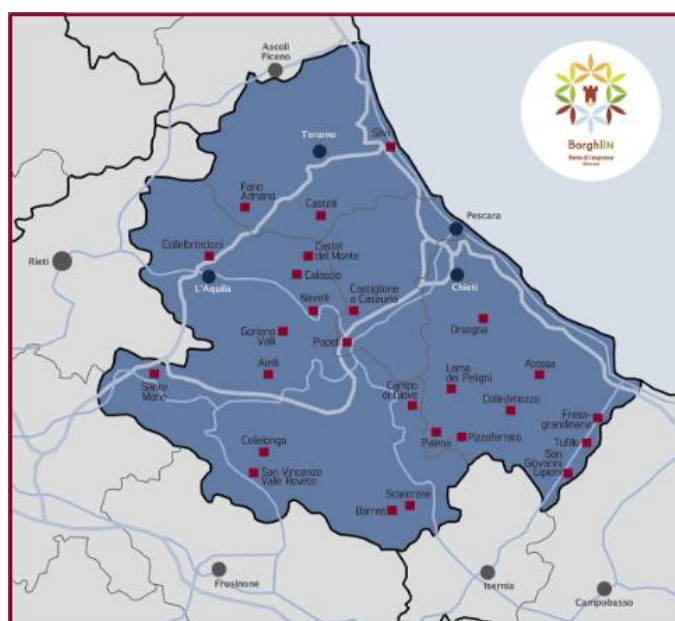 Ascoli
Piceno
BorghIIN
Rete d'Imprese
Teramo
Silvi
Fano
Adriano
Castelli
Pescara
Collebrincioni
Castel
del Monte
Rieti
Calascio
L'Aquila
Chieti
Navelli
Castiglione
a Casauria
Orsogna
Goriano
Valli
Popoli
Aielli
Lama
dei Peligni
Atessa
Sante
Marie
Campo
di Giove
Colledimezzo
Fresa-
grandinaria
Palena
Pizzoferrato
Tufillo
Collelongo
San
Giovanni
Lipioni
San Vincenzo
Valle Roveto
Scontrone
Barrea
Frosinone
Isernia
Campobasso